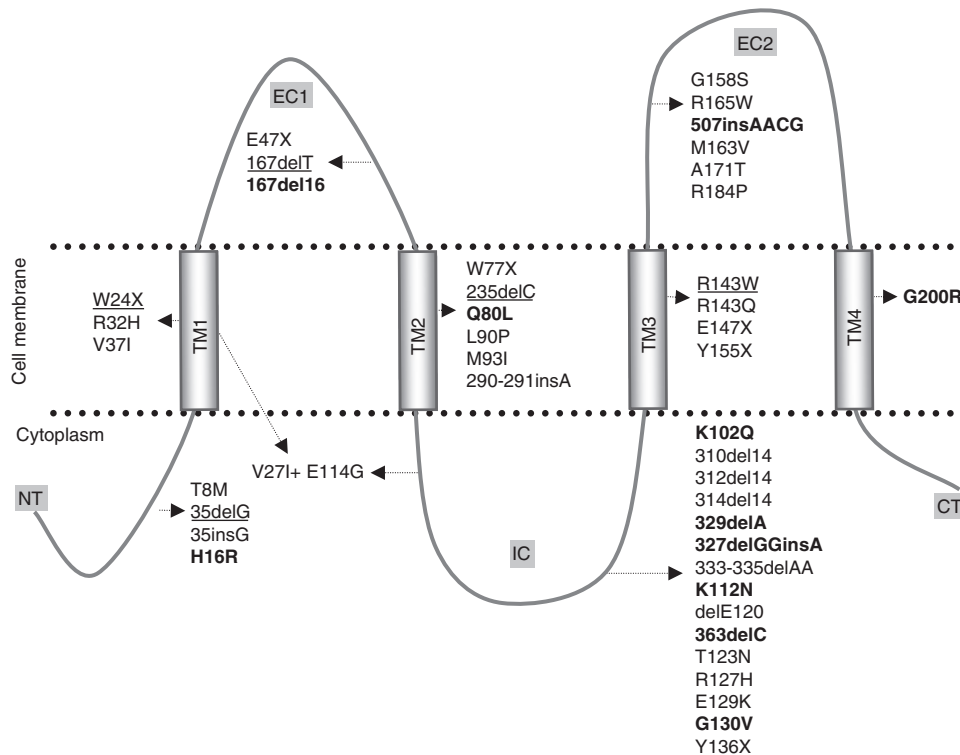 EC2
G158S
R165W
507insAACG
M163V
A171T
R184P
EC1
E47X
167delT
167del16
Cell membrane
W24X
R32H
V37I
TM1
TM2
W77X
235delC
Q80L
L90P
M93I
290-291insA
TM3
R143W
R143Q
E147X
Y155X
TM4
G200R
Cytoplasm
V27I+ E114G
NT
T8M
35delG
35insG
H16R
IC
K102Q
310del14
312del14
314del14
329delA
327delGGinsA
333-335delAA
K112N
delE120
363delC
T123N
R127H
E129K
G130V
Y136X
CT